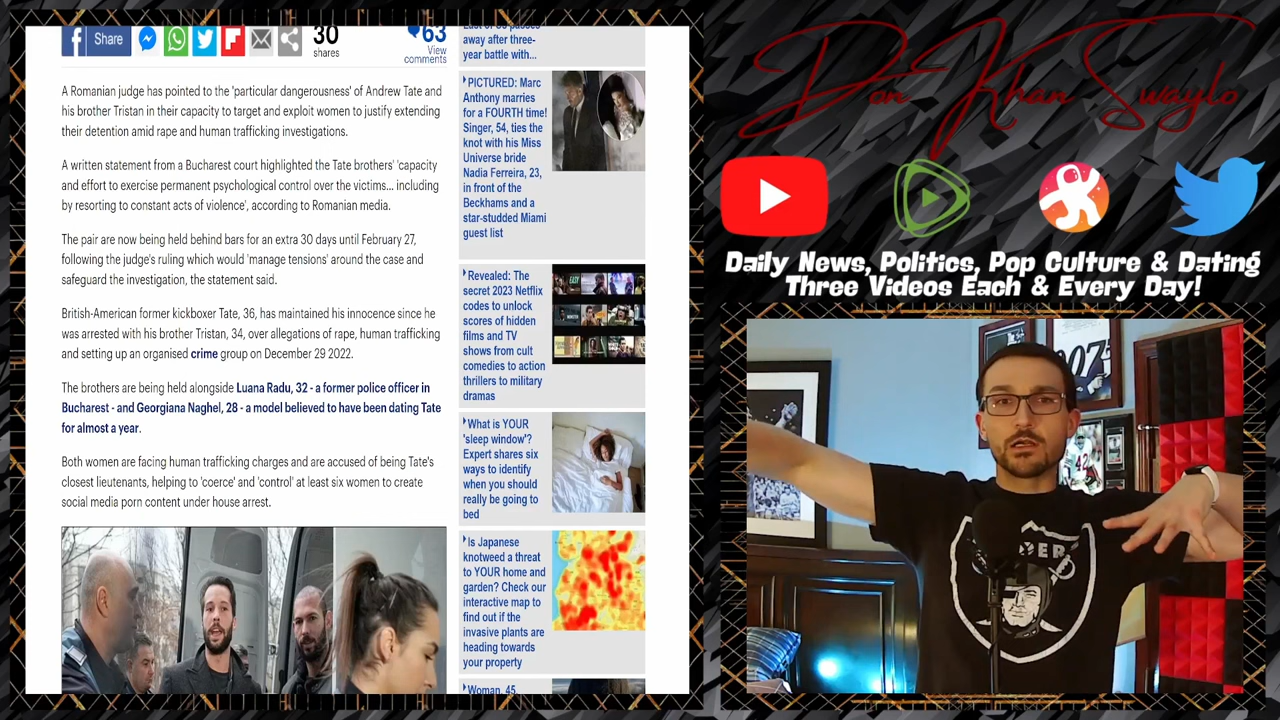 Share
30
shares
63
View
comments
A Romanian judge has pointed to the 'particular dangerousness' of Andrew Tate and
his brother Tristan in their capacity to target and exploit women to justify extending
their detention amid rape and human trafficking investigations.
A written statement from a Bucharest court highlighted the Tate brothers' 'capacity
and effort to exercise permanent psychological control over the victims... including
by resorting to constant acts of violence', according to Romanian media.
The pair are now being held behind bars for an extra 30 days until February 27,
following the judge's ruling which would 'manage tensions' around the case and
safeguard the investigation, the statement said.
British-American former kickboxer Tate, 36, has maintained his innocence since he
was arrested with his brother Tristan, 34, over allegations of rape, human trafficking
and setting up an organised crime group on December 29 2022.
The brothers are being held alongside Luana Radu, 32 - a former police officer in
Bucharest - and Georgiana Naghel, 28 - a model believed to have been dating Tate
for almost a year.
Both women are facing human trafficking charges and are accused of being Tate's
closest lieutenants, helping to 'coerce' and 'control' at least six women to create
social media porn content under house arrest.
away after three-
year battle with...
PICTURED: Marc
Anthony marries
for a FOURTH time!
Singer, 54, ties the
knot with his Miss
Universe bride
Nadia Ferreira, 23,
in front of the
Beckhams and a
star-studded Miami
guest list
Revealed: The
secret 2023 Netflix
codes to unlock
scores of hidden
films and TV
shows from cult
comedies to action
thrillers to military
dramas
What is YOUR
'sleep window'?
Expert shares six
ways to identify
when you should
really be going to
bed
Is Japanese
knotweed a threat
to YOUR home and
garden? Check our
interactive map to
find out if the
invasive plants are
heading towards
your property
Woman, 45,
Don Khan Swayl
Daily News, Politics, Pop Culture & Dating
Three Videos Each & Every Day!
007
42